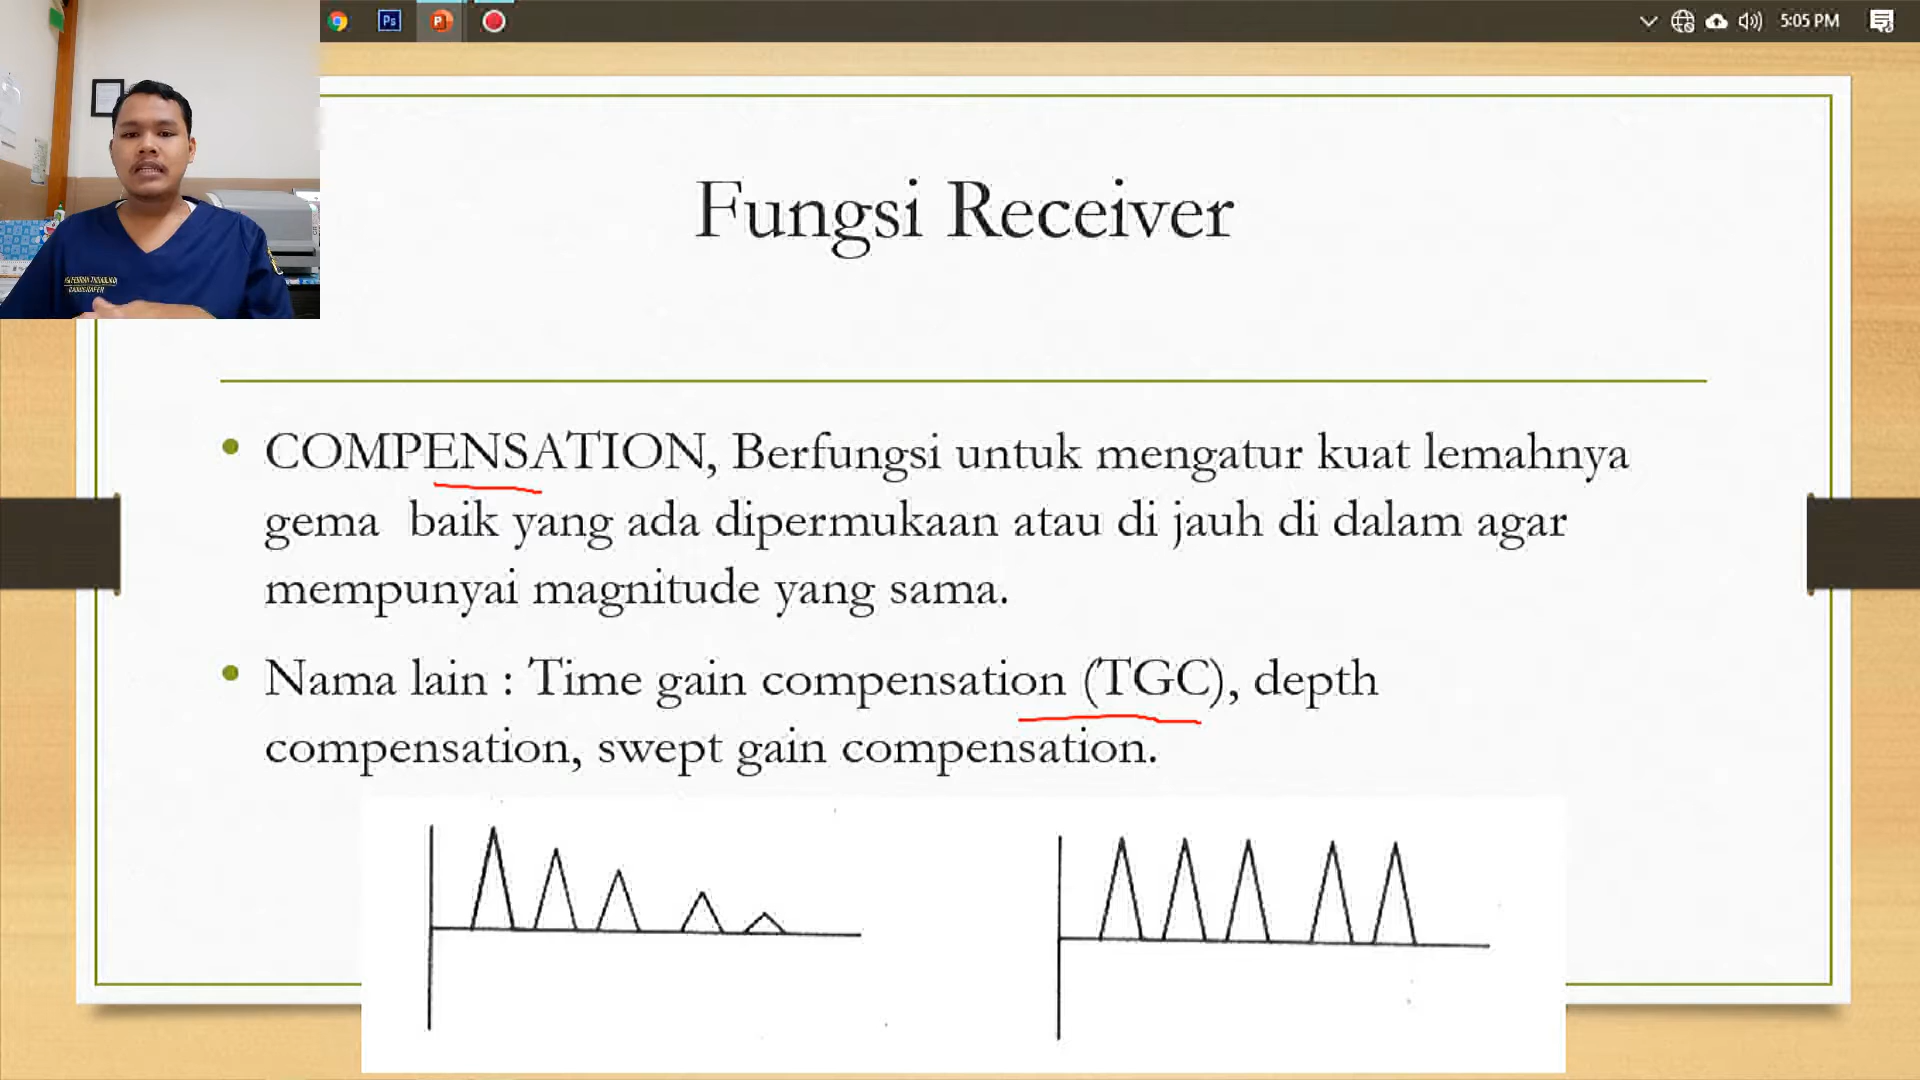 Ps
P
5:05 PM
Fungsi Receiver
• COMPENSATION, Berfungsi untuk mengatur kuat lemahnya
gema baik yang ada dipermukaan atau di jauh di dalam agar
mempunyai magnitude yang sama.
• Nama lain : Time gain compensation (TGC), depth
compensation, swept gain compensation.